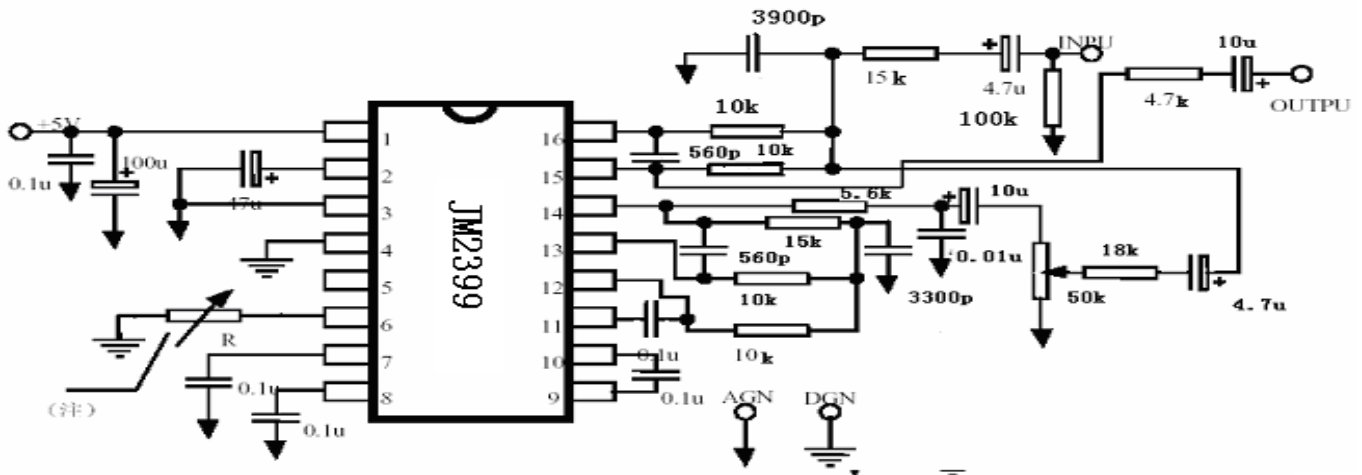 3900p
15k
4.7u
INPU
100k
4.7k
10u
OUTPU
+5V
0.1u
100u
47u
1
2
3
4
5
6
7
8
JM2399
16
15
14
13
12
11
10
9
10k
560p
10k
5.6k
10u
15k
560p
0.01u
18k
10k
3300p
50k
4.7u
0.1u
10k
0.1u
R
(注)
0.1u
0.1u
AGN
DGN